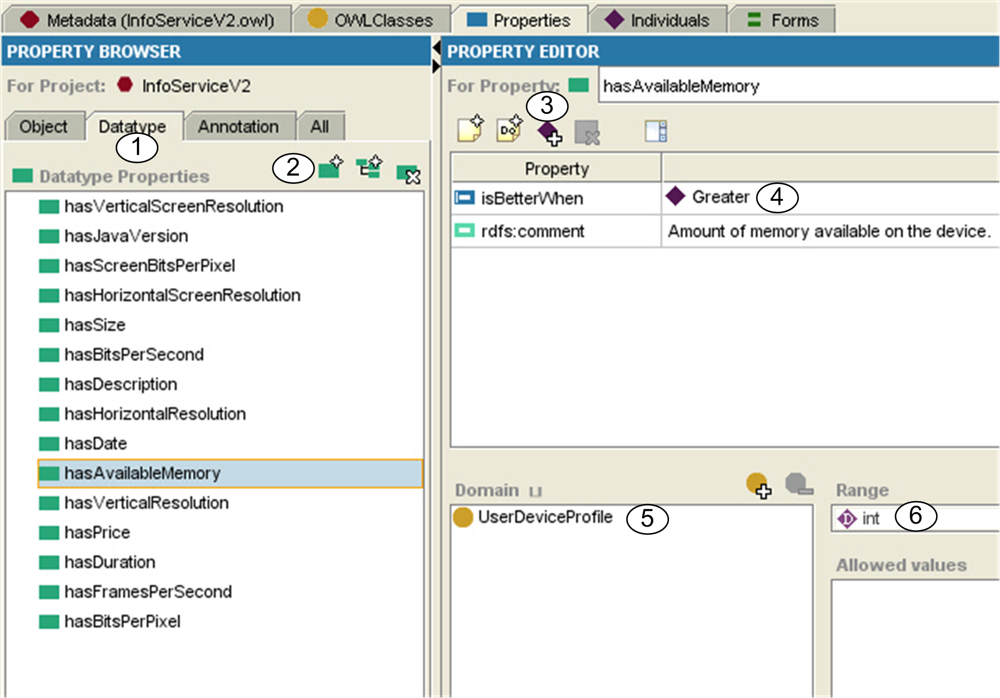 Metadata (InfoServiceV2.owl) OWLClasses Properties Individuals Forms
PROPERTY BROWSER
For Project: InfoServiceV2
Object Datatype Annotation All
1
2
Datatype Properties
hasVerticalScreenResolution
hasJavaVersion
hasScreenBitsPerPixel
hasHorizontalScreenResolution
hasSize
hasBitsPerSecond
hasDescription
hasHorizontalResolution
hasDate
hasAvailableMemory
hasVerticalResolution
hasPrice
hasDuration
hasFramesPerSecond
hasBitsPerPixel
PROPERTY EDITOR
For Property: hasAvailableMemory
3
Do
Property
isBetterWhen Greater 4
rdfs:comment Amount of memory available on the device.
Domain ⊔
UserDeviceProfile 5
Range
D int 6
Allowed values